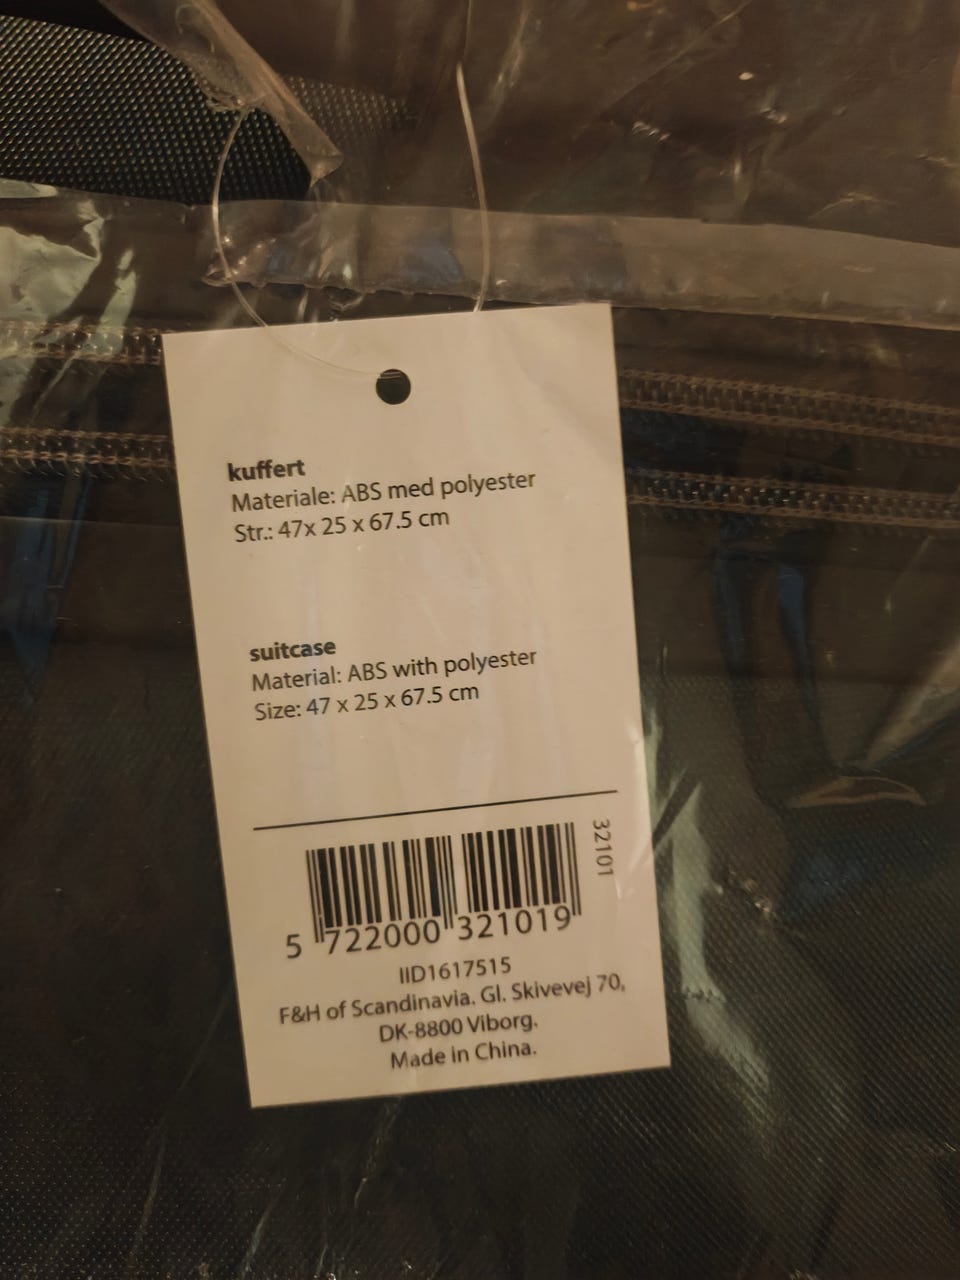 kuffert
Materiale: ABS med polyester
Str.: 47x 25 x 67.5 cm
suitcase
Material: ABS with polyester
Size: 47 x 25 x 67.5 cm
32101
5 722000 321019
IID1617515
F&H of Scandinavia. Gl. Skivevej 70,
DK-8800 Viborg.
Made in China.